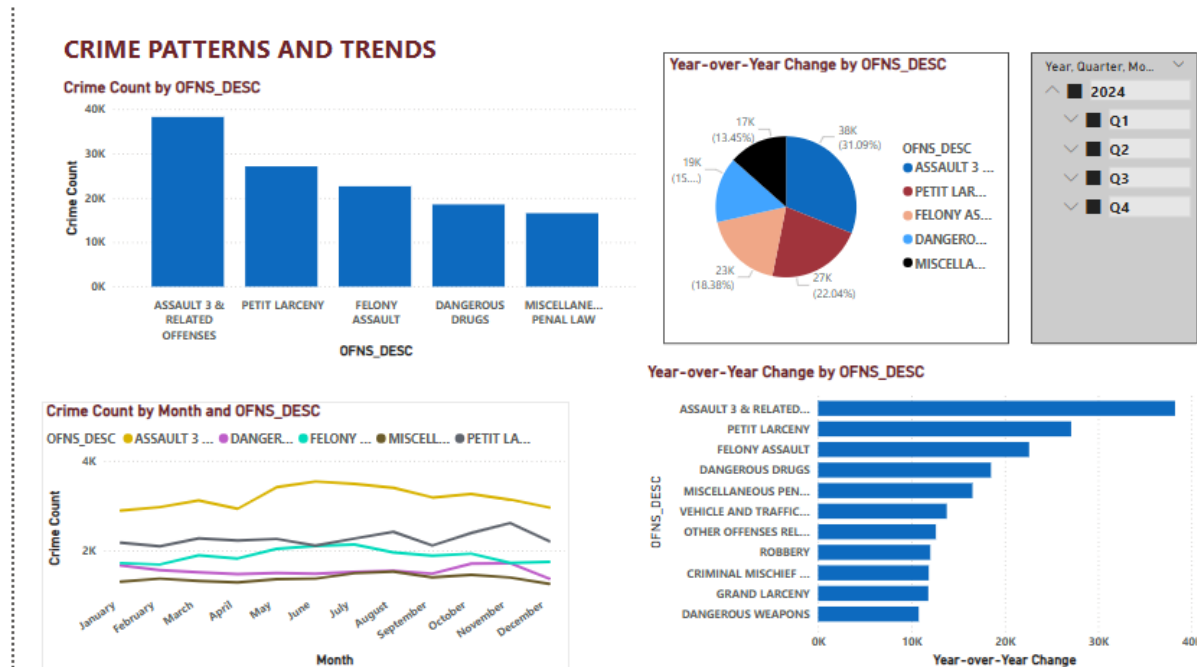 CRIME PATTERNS AND TRENDS
Crime Count by OFNS_DESC
40K
30K
20K
10K
0K
Crime Count
ASSAULT 3 &
RELATED
OFFENSES
PETIT LARCENY
FELONY
ASSAULT
DANGEROUS
DRUGS
MISCELLANE...
PENAL LAW
OFNS_DESC
Year-over-Year Change by OFNS_DESC
17K
(13.45%)
38K
(31.09%)
19K
(15....)
23K
(18.38%)
27K
(22.04%)
OFNS_DESC
ASSAULT 3 ...
PETIT LAR...
FELONY AS...
DANGERO...
MISCELLA...
Year, Quarter, Mo...
2024
Q1
Q2
Q3
Q4
Crime Count by Month and OFNS_DESC
OFNS_DESC ASSAULT 3 ... DANGER... FELONY ... MISCELL... PETIT LA...
4K
2K
Crime Count
January
February
March
April
May
June
July
August
September
October
November
December
Month
Year-over-Year Change by OFNS_DESC
OFNS_DESC
ASSAULT 3 & RELATED...
PETIT LARCENY
FELONY ASSAULT
DANGEROUS DRUGS
MISCELLANEOUS PEN...
VEHICLE AND TRAFFIC...
OTHER OFFENSES REL...
ROBBERY
CRIMINAL MISCHIEF ...
GRAND LARCENY
DANGEROUS WEAPONS
0K
10K
20K
30K
Year-over-Year Change